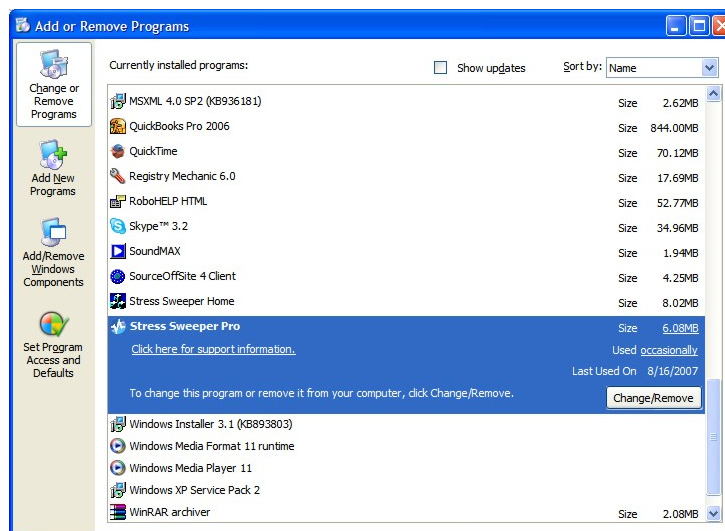 Add or Remove Programs
Change or
Remove
Programs
Add New
Programs
Add/Remove
Windows
Components
Set Program
Access and
Defaults
Currently installed programs:
Show updates
Sort by: Name
MSXML 4.0 SP2 (KB936181) Size 2.62MB
QuickBooks Pro 2006 Size 844.00MB
QuickTime Size 70.12MB
Registry Mechanic 6.0 Size 17.69MB
RoboHELP HTML Size 52.77MB
Skype™ 3.2 Size 34.96MB
SoundMAX Size 1.94MB
SourceOffSite 4 Client Size 4.25MB
Stress Sweeper Home Size 8.02MB
Stress Sweeper Pro Size 6.08MB
Click here for support information. Used occasionally
Last Used On 8/16/2007
To change this program or remove it from your computer, click Change/Remove. Change/Remove
Windows Installer 3.1 (KB893803)
Windows Media Format 11 runtime
Windows Media Player 11
Windows XP Service Pack 2
WinRAR archiver Size 2.08MB